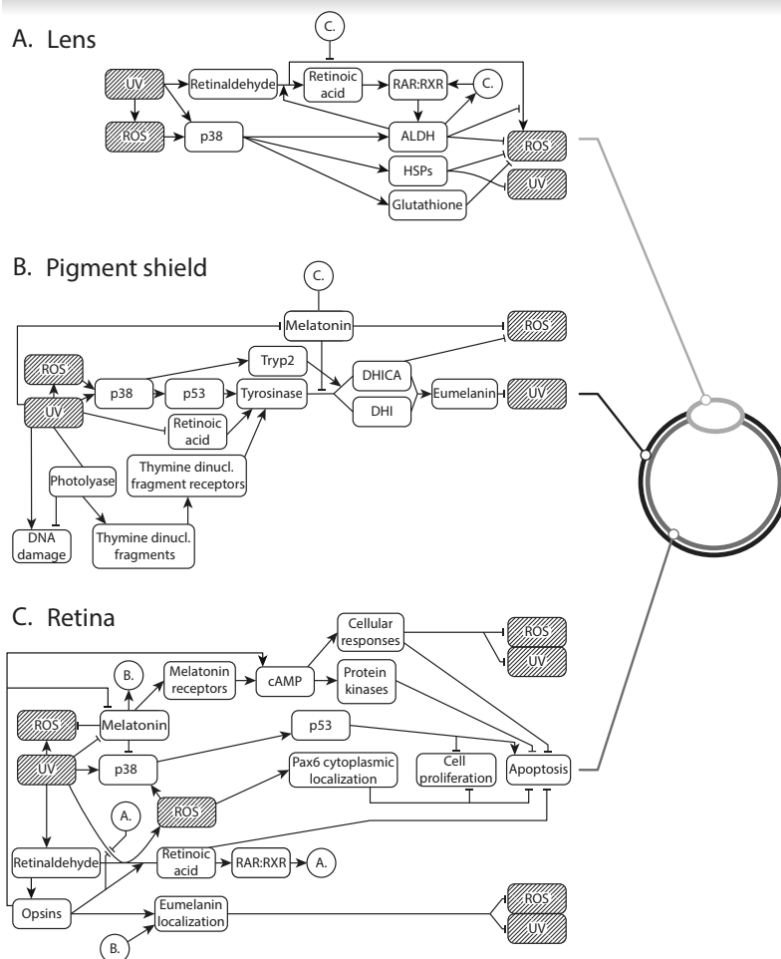 C.
A. Lens
UV
Retinaldehyde
Retinoic
acid
RAR:RXR
C.
ROS
p38
ALDH
ROS
HSPs
UV
Glutathione
B. Pigment shield
C.
Melatonin
ROS
ROS
Tryp2
DHICA
p38
p53
Tyrosinase
Eumelanin
UV
UV
DHI
Retinoic
acid
Photolyase
Thymine dinucl.
fragment receptors
DNA
damage
Thymine dinucl.
fragments
C. Retina
Cellular
responses
ROS
UV
B.
Melatonin
receptors
cAMP
Protein
kinases
ROS
Melatonin
p53
UV
p38
Pax6 cytoplasmic
localization
Cell
proliferation
Apoptosis
A.
ROS
Retinaldehyde
Retinoic
acid
RAR:RXR
A.
Opsins
Eumelanin
localization
ROS
UV
B.